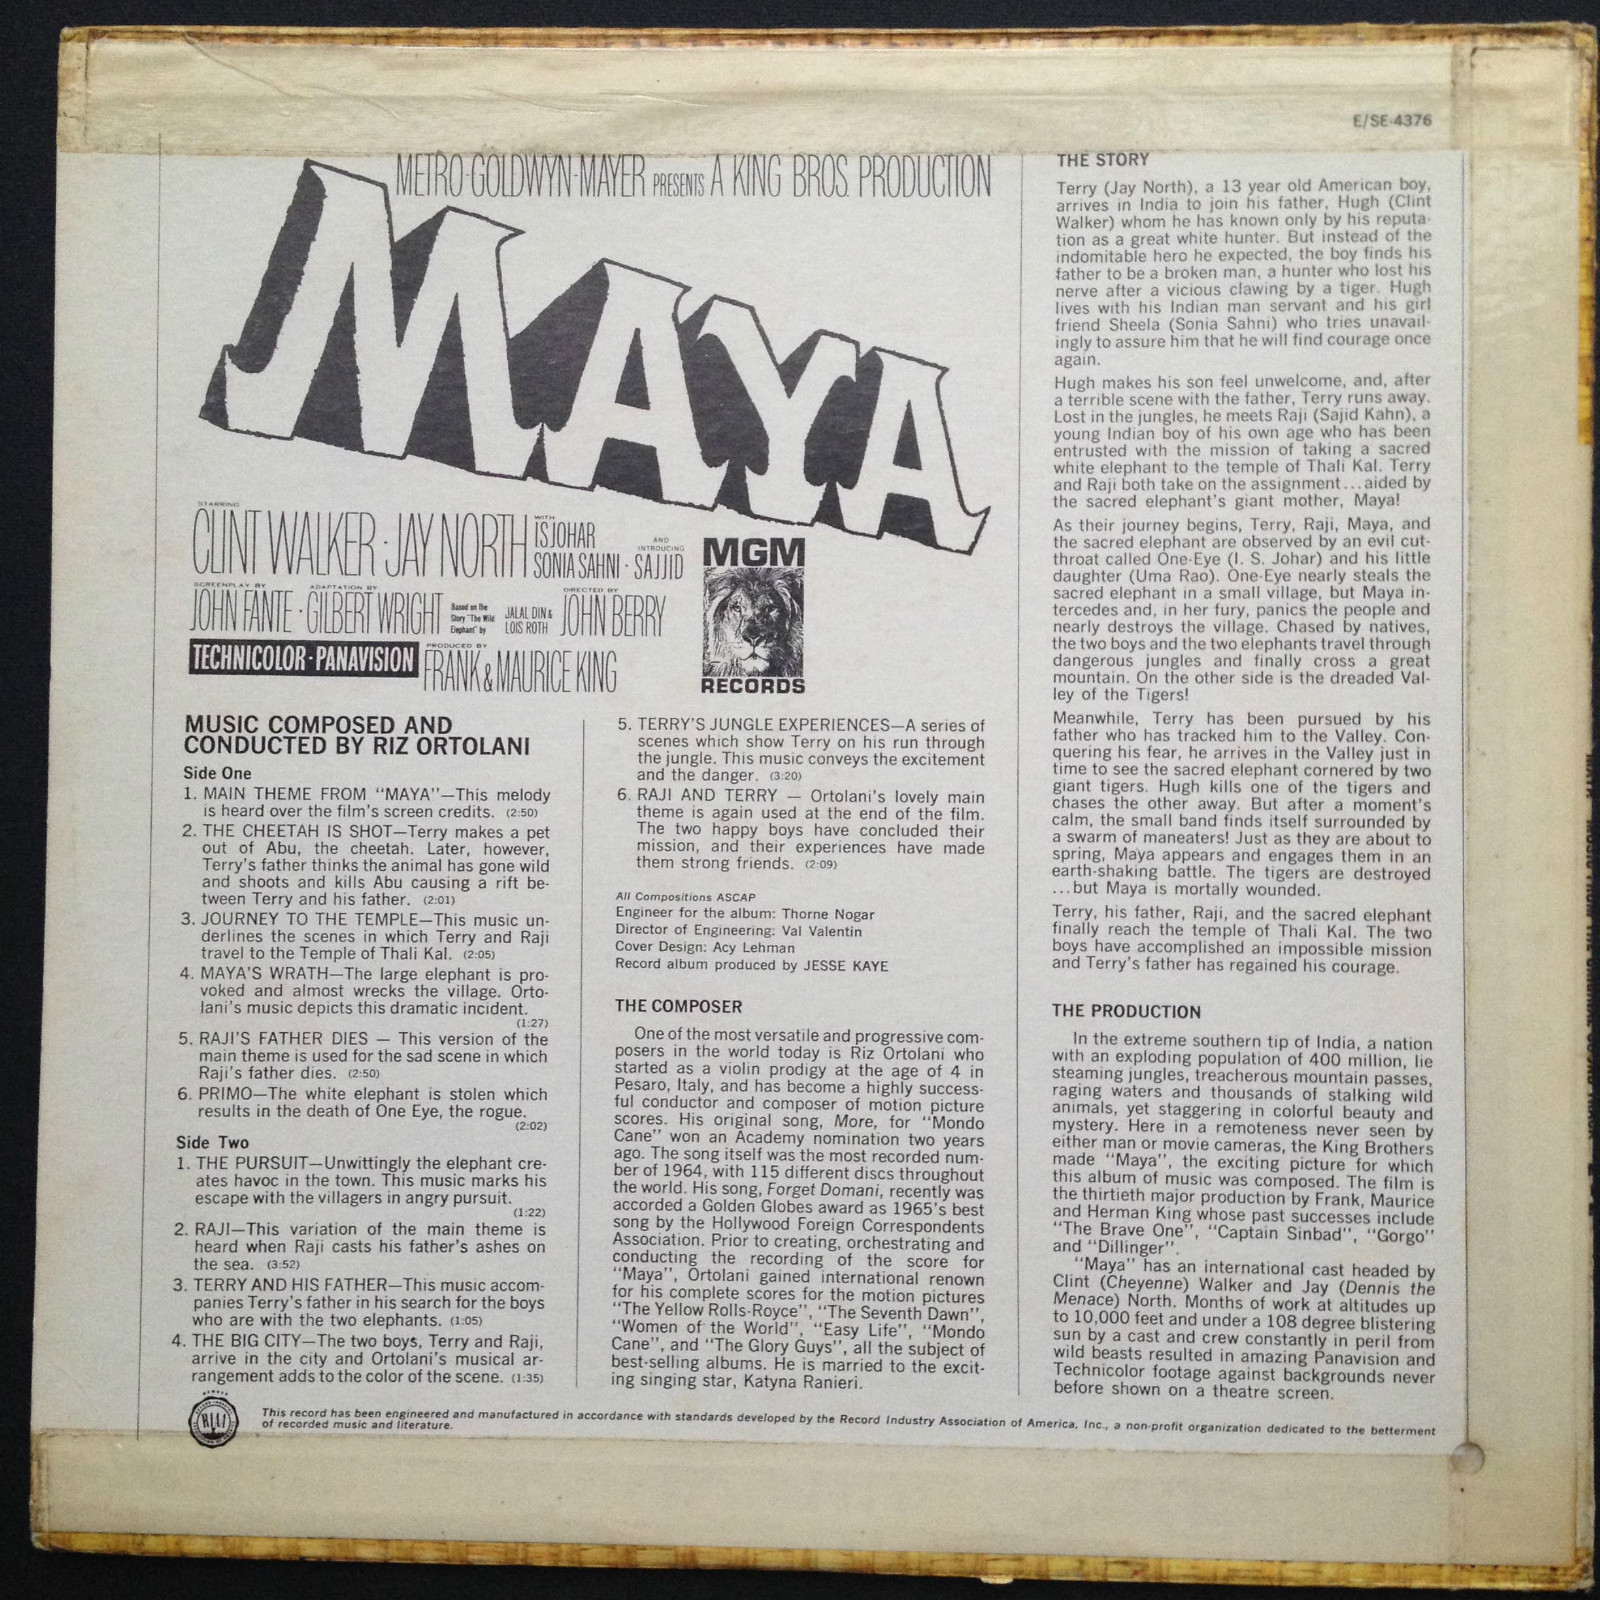 E/SE-4376
METRO-GOLDWYN-MAYER PRESENTS A KING BROS. PRODUCTION
MAYA
STARRING
CLINT WALKER · JAY NORTH
WITH
IS JOHAR
SONIA SAHNI ·
AND
INTRODUCING
SAJJID
SCREENPLAY BY
JOHN FANTE ·
ADAPTATION BY
GILBERT WRIGHT
Based on the
Story "The Wild
Elephant" by
JALAL DIN &
LOIS ROTH
DIRECTED BY
JOHN BERRY
TECHNICOLOR · PANAVISION
PRODUCED BY
FRANK & MAURICE KING
MGM
RECORDS
MUSIC COMPOSED AND
CONDUCTED BY RIZ ORTOLANI
Side One
1. MAIN THEME FROM "MAYA"—This melody
is heard over the film's screen credits. (2:50)
2. THE CHEETAH IS SHOT—Terry makes a pet
out of Abu, the cheetah. Later, however,
Terry's father thinks the animal has gone wild
and shoots and kills Abu causing a rift be-
tween Terry and his father. (2:01)
3. JOURNEY TO THE TEMPLE—This music un-
derlines the scenes in which Terry and Raji
travel to the Temple of Thali Kal. (2:05)
4. MAYA'S WRATH—The large elephant is pro-
voked and almost wrecks the village. Orto-
lani's music depicts this dramatic incident.
(1:27)
5. RAJI'S FATHER DIES — This version of the
main theme is used for the sad scene in which
Raji's father dies. (2:50)
6. PRIMO—The white elephant is stolen which
results in the death of One Eye, the rogue.
(2:02)
Side Two
1. THE PURSUIT—Unwittingly the elephant cre-
ates havoc in the town. This music marks his
escape with the villagers in angry pursuit.
(1:22)
2. RAJI—This variation of the main theme is
heard when Raji casts his father's ashes on
the sea. (3:52)
3. TERRY AND HIS FATHER—This music accom-
panies Terry's father in his search for the boys
who are with the two elephants. (1:05)
4. THE BIG CITY—The two boys, Terry and Raji,
arrive in the city and Ortolani's musical ar-
rangement adds to the color of the scene. (1:35)
5. TERRY'S JUNGLE EXPERIENCES—A series of
scenes which show Terry on his run through
the jungle. This music conveys the excitement
and the danger. (3:20)
6. RAJI AND TERRY — Ortolani's lovely main
theme is again used at the end of the film.
The two happy boys have concluded their
mission, and their experiences have made
them strong friends. (2:09)
All Compositions ASCAP
Engineer for the album: Thorne Nogar
Director of Engineering: Val Valentin
Cover Design: Acy Lehman
Record album produced by JESSE KAYE
THE COMPOSER
One of the most versatile and progressive com-
posers in the world today is Riz Ortolani who
started as a violin prodigy at the age of 4 in
Pesaro, Italy, and has become a highly success-
ful conductor and composer of motion picture
scores. His original song, More, for "Mondo
Cane" won an Academy nomination two years
ago. The song itself was the most recorded num-
ber of 1964, with 115 different discs throughout
the world. His song, Forget Domani, recently was
accorded a Golden Globes award as 1965's best
song by the Hollywood Foreign Correspondents
Association. Prior to creating, orchestrating and
conducting the recording of the score for
"Maya", Ortolani gained international renown
for his complete scores for the motion pictures
"The Yellow Rolls-Royce", "The Seventh Dawn",
"Women of the World", "Easy Life", "Mondo
Cane", and "The Glory Guys", all the subject of
best-selling albums. He is married to the excit-
ing singing star, Katyna Ranieri.
THE STORY
Terry (Jay North), a 13 year old American boy,
arrives in India to join his father, Hugh (Clint
Walker) whom he has known only by his reputa-
tion as a great white hunter. But instead of the
indomitable hero he expected, the boy finds his
father to be a broken man, a hunter who lost his
nerve after a vicious clawing by a tiger. Hugh
lives with his Indian man servant and his girl
friend Sheela (Sonia Sahni) who tries unavail-
ingly to assure him that he will find courage once
again.
Hugh makes his son feel unwelcome, and, after
a terrible scene with the father, Terry runs away.
Lost in the jungles, he meets Raji (Sajid Kahn), a
young Indian boy of his own age who has been
entrusted with the mission of taking a sacred
white elephant to the temple of Thali Kal. Terry
and Raji both take on the assignment...aided by
the sacred elephant's giant mother, Maya!
As their journey begins, Terry, Raji, Maya, and
the sacred elephant are observed by an evil cut-
throat called One-Eye (I. S. Johar) and his little
daughter (Uma Rao). One-Eye nearly steals the
sacred elephant in a small village, but Maya in-
tercedes and, in her fury, panics the people and
nearly destroys the village. Chased by natives,
the two boys and the two elephants travel through
dangerous jungles and finally cross a great
mountain. On the other side is the dreaded Val-
ley of the Tigers!
Meanwhile, Terry has been pursued by his
father who has tracked him to the Valley. Con-
quering his fear, he arrives in the Valley just in
time to see the sacred elephant cornered by two
giant tigers. Hugh kills one of the tigers and
chases the other away. But after a moment's
calm, the small band finds itself surrounded by
a swarm of maneaters! Just as they are about to
spring, Maya appears and engages them in an
earth-shaking battle. The tigers are destroyed
...but Maya is mortally wounded.
Terry, his father, Raji, and the sacred elephant
finally reach the temple of Thali Kal. The two
boys have accomplished an impossible mission
and Terry's father has regained his courage.
THE PRODUCTION
In the extreme southern tip of India, a nation
with an exploding population of 400 million, lie
steaming jungles, treacherous mountain passes,
raging waters and thousands of stalking wild
animals, yet staggering in colorful beauty and
mystery. Here in a remoteness never seen by
either man or movie cameras, the King Brothers
made "Maya", the exciting picture for which
this album of music was composed. The film is
the thirtieth major production by Frank, Maurice
and Herman King whose past successes include
"The Brave One", "Captain Sinbad", "Gorgo"
and "Dillinger".
"Maya" has an international cast headed by
Clint (Cheyenne) Walker and Jay (Dennis the
Menace) North. Months of work at altitudes up
to 10,000 feet and under a 108 degree blistering
sun by a cast and crew constantly in peril from
wild beasts resulted in amazing Panavision and
Technicolor footage against backgrounds never
before shown on a theatre screen.
MEMBER
RIAA
This record has been engineered and manufactured in accordance with standards developed by the Record Industry Association of America, Inc., a non-profit organization dedicated to the betterment
of recorded music and literature.